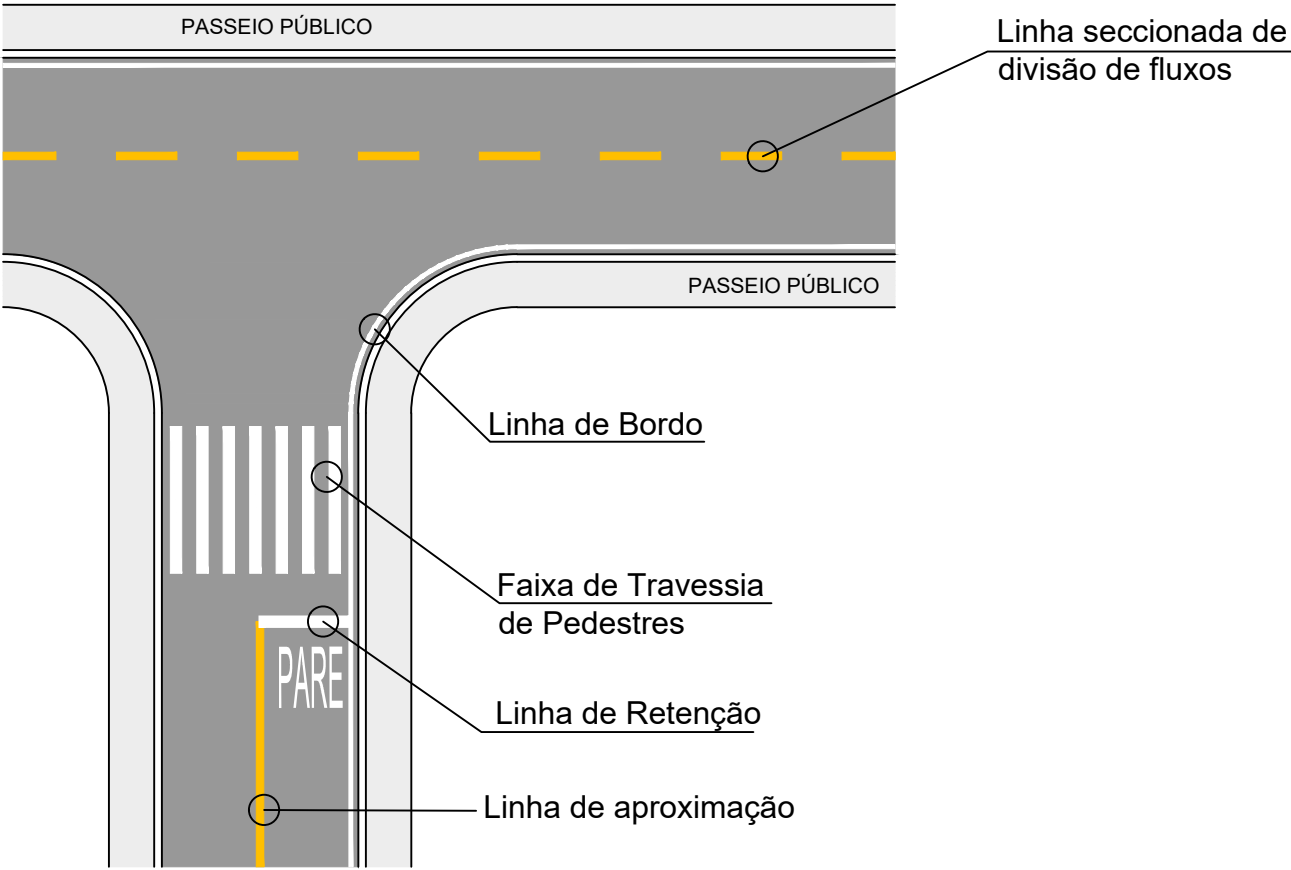 PASSEIO PÚBLICO
Linha seccionada de
divisão de fluxos
PASSEIO PÚBLICO
Linha de Bordo
Faixa de Travessia
de Pedestres
PARE
Linha de Retenção
Linha de aproximação